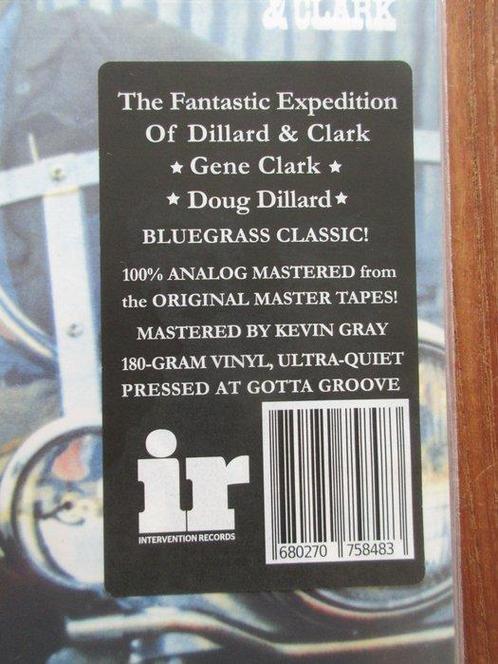 & CLARK
The Fantastic Expedition
Of Dillard & Clark
★ Gene Clark ★
★ Doug Dillard ★
BLUEGRASS CLASSIC!
100% ANALOG MASTERED from
the ORIGINAL MASTER TAPES!
MASTERED BY KEVIN GRAY
180-GRAM VINYL, ULTRA-QUIET
PRESSED AT GOTTA GROOVE
ir
INTERVENTION RECORDS
680270 758483